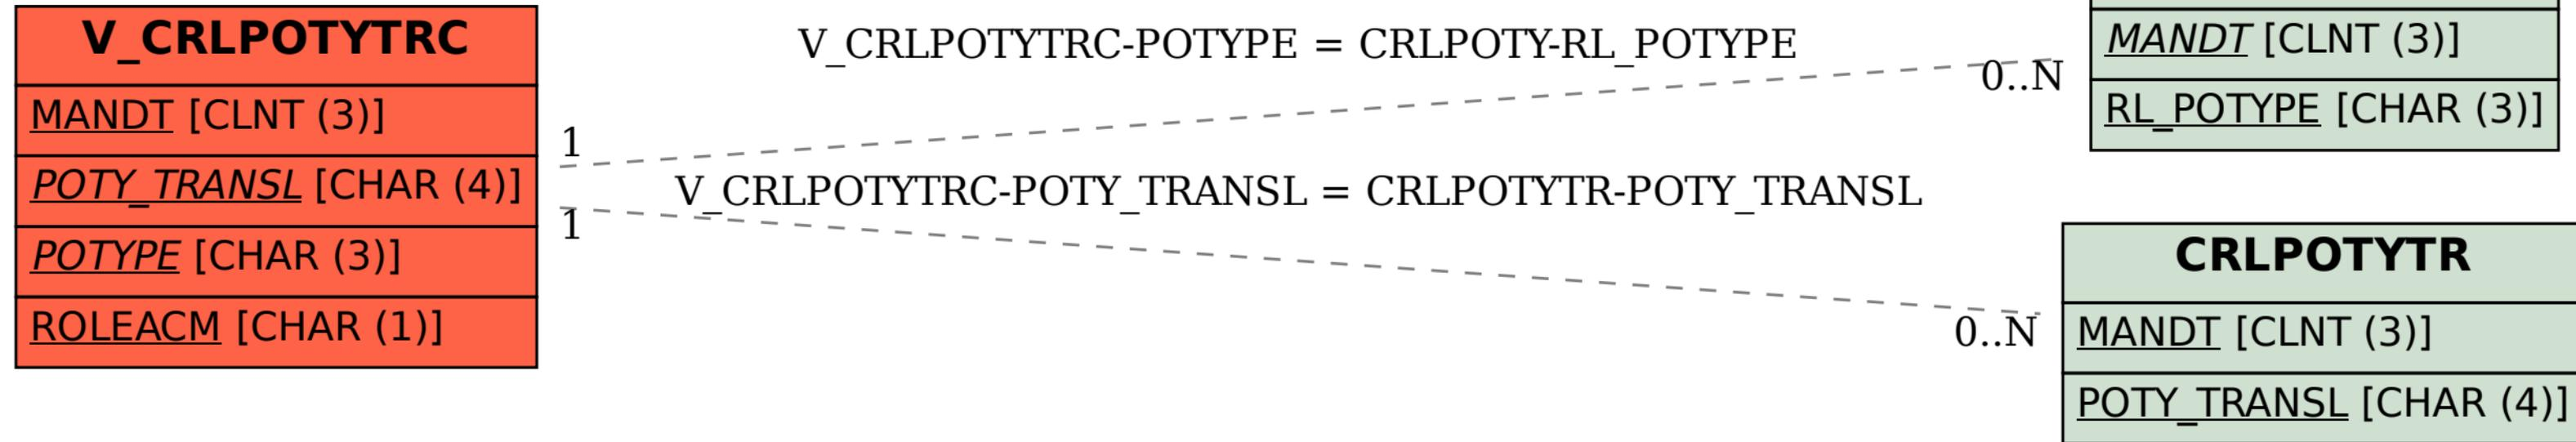 V_CRLPOTYTRC
MANDT [CLNT (3)]
POTY_TRANSL [CHAR (4)]
POTYPE [CHAR (3)]
ROLEACM [CHAR (1)]
V_CRLPOTYTRC-POTYPE = CRLPOTY-RL_POTYPE
1
0..N
V_CRLPOTYTRC-POTY_TRANSL = CRLPOTYTR-POTY_TRANSL
1
0..N
MANDT [CLNT (3)]
RL_POTYPE [CHAR (3)]
CRLPOTYTR
MANDT [CLNT (3)]
POTY_TRANSL [CHAR (4)]